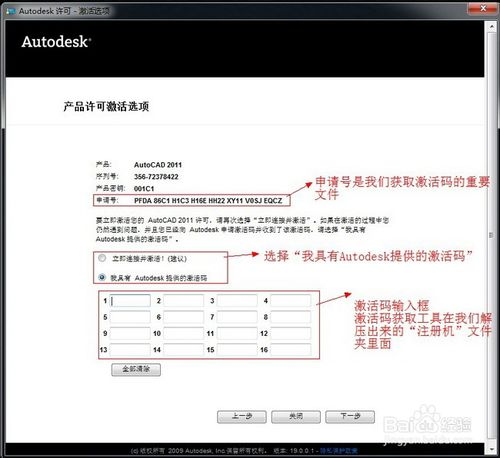 Autodesk 许可 - 激活选项
Autodesk
产品许可激活选项
产品: AutoCAD 2011
序列号: 356-72378422
产品密钥: 001C1
申请号: PFDA 86C1 H1C3 H16E HH22 XY11 V0SJ EQCZ
申请号是我们获取激活码的重要
文件
要立即激活您的 AutoCAD 2011 许可，请再次选择“立即连接并激活”。如果在激活的过程中您
仍然遇到问题，并且您已经向 Autodesk 申请激活码并收到了该激活码，请选择“我具有
Autodesk 提供的激活码”。
立即连接并激活! (建议)
选择“我具有Autodesk提供的激活码”
我具有 Autodesk 提供的激活码
1 2 3 4
5 6 7 8
9 10 11 12
13 14 15 16
激活码输入框
激活码获取工具在我们解
压出来的“注册机”文件
夹里面
全部清除
上一步 关闭 下一步
Baidu 经验
jingyan.baidu.com
(c) 版权所有 2009 Autodesk, Inc.保留所有权利。 版本: 19.0.0.1 - 隐私保护政策